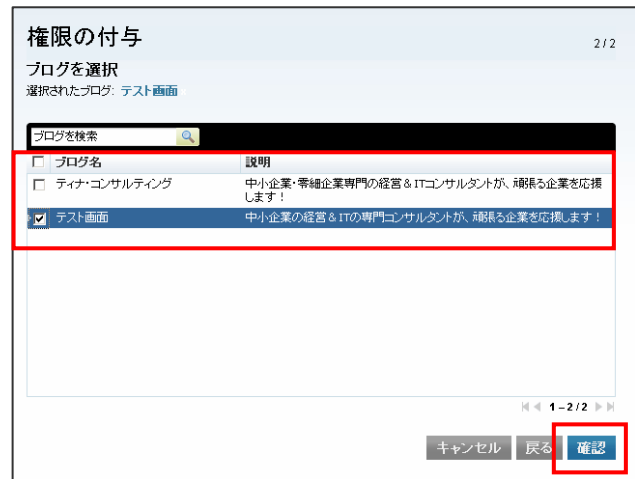 権限の付与
2/2
ブログを選択
選択されたブログ: テスト画面 ×
ブログを検索
ブログ名 説明
ティナ・コンサルティング 中小企業・零細企業専門の経営＆ITコンサルタントが、頑張る企業を応援
します！
テスト画面 中小企業の経営＆ITの専門コンサルタントが、頑張る企業を応援します！
1–2/2
キャンセル 戻る 確認